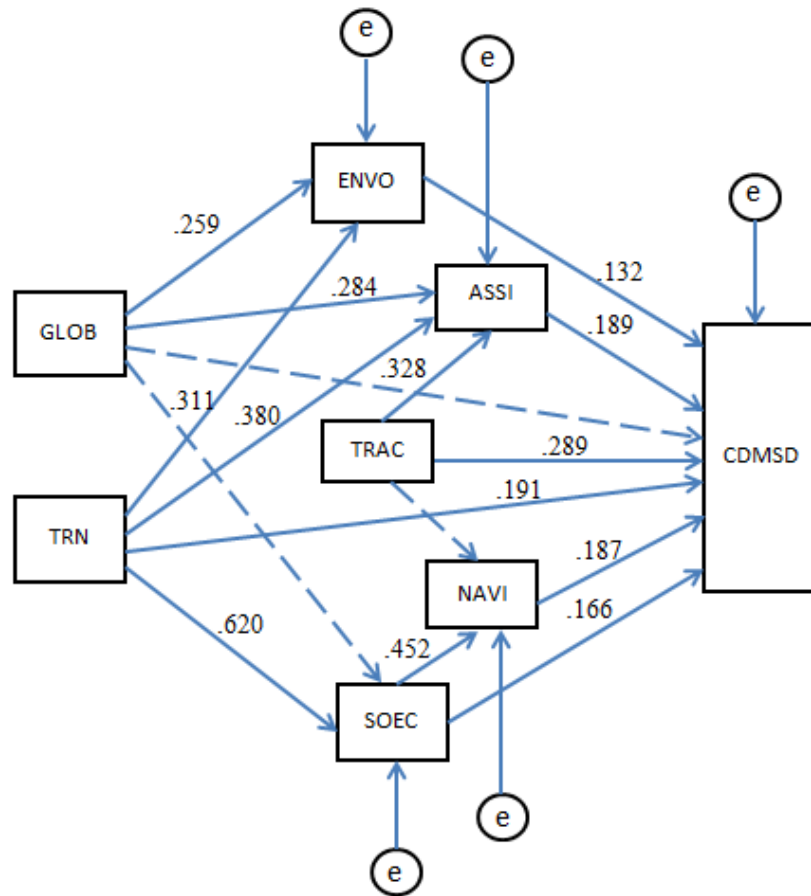 e
e
ENVO
e
.259
.132
ASSI
.284
.189
GLOB
.328
.311
.380
TRAC
.289
CDMSD
.191
TRN
.187
NAVI
.166
.620
.452
SOEC
e
e